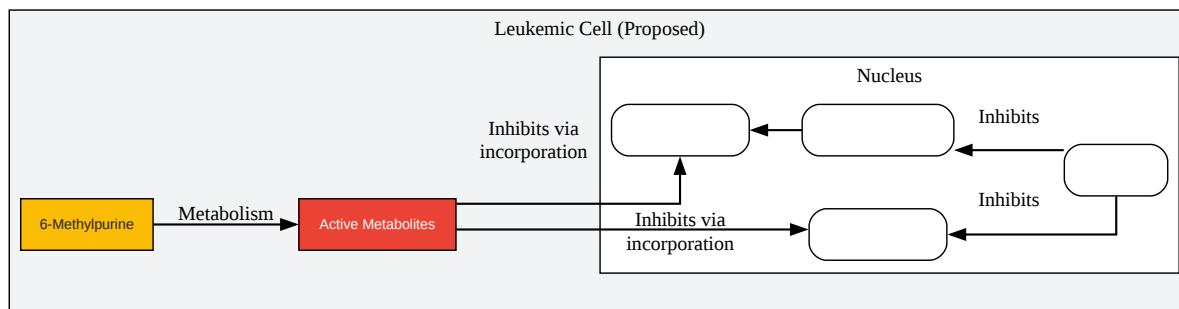 Leukemic Cell (Proposed)
Nucleus
Inhibits
Inhibits via
incorporation
Inhibits
6-Methylpurine
Metabolism
Active Metabolites
Inhibits via
incorporation